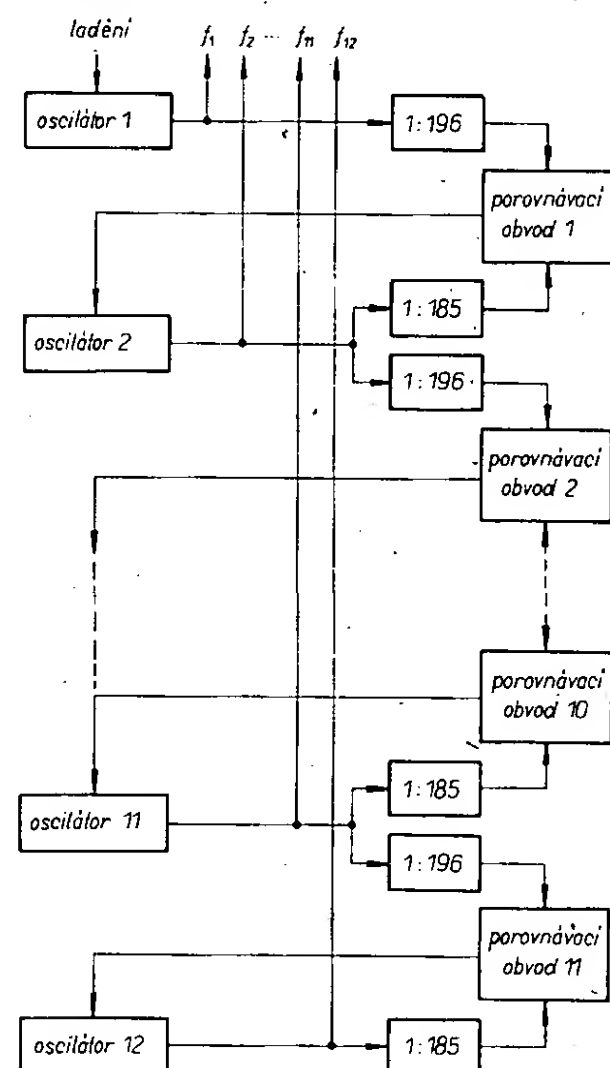 ladění
f₁ f₂ ... f₁₁ f₁₂
oscilátor 1
1:196
porovnávací
obvod 1
1:185
oscilátor 2
1:196
porovnávací
obvod 2
porovnávací
obvod 10
1:185
oscilátor 11
1:196
porovnávací
obvod 11
oscilátor 12
1:185